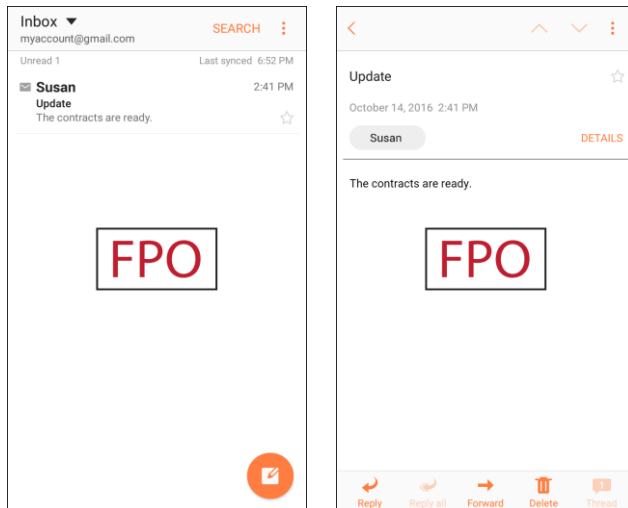 Inbox
SEARCH
myaccount@gmail.com
Unread 1
Last synced 6:52 PM
Susan
2:41 PM
Update
The contracts are ready.
FPO
Update
October 14, 2016 2:41 PM
Susan
DETAILS
The contracts are ready.
FPO
Reply
Reply all
Forward
Delete
1
Thread